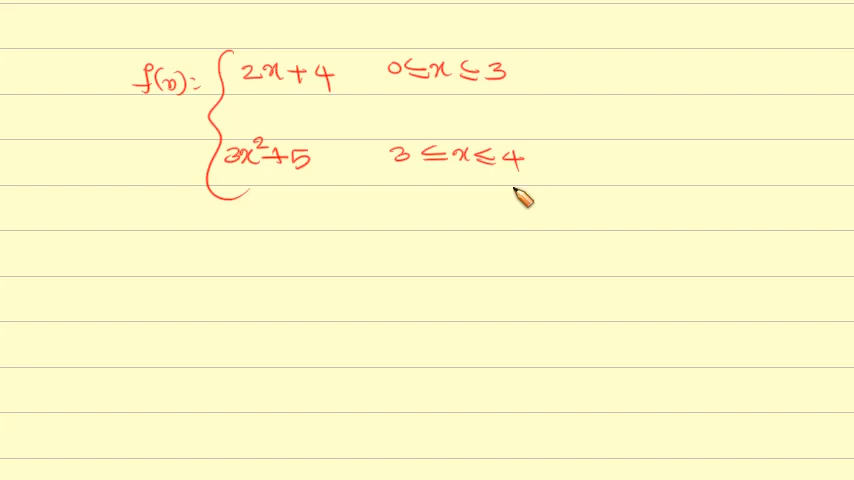 f(x) = { 2x + 4 0 ≤ x ≤ 3
3x² + 5 3 ≤ x ≤ 4